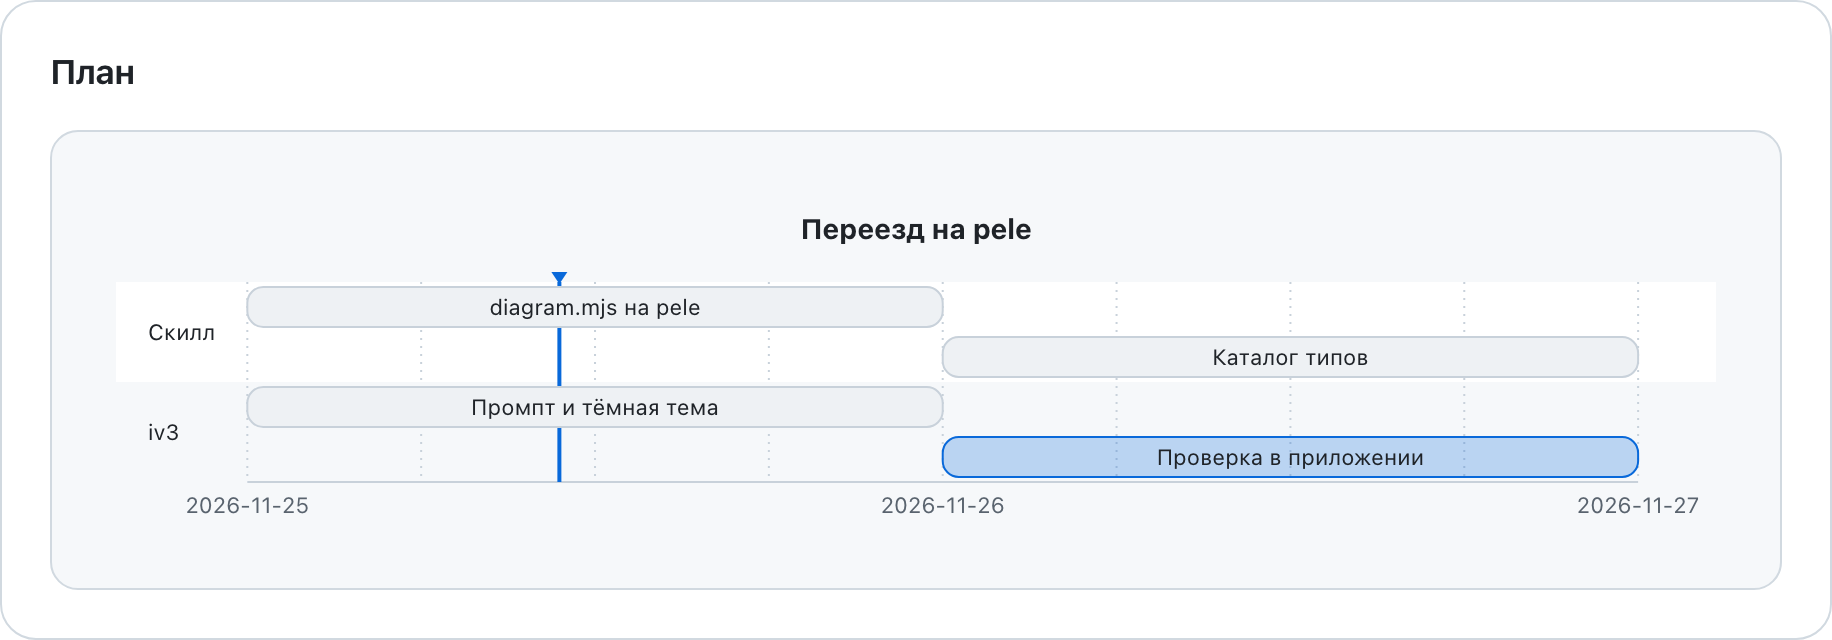 План
Переезд на pele
Скилл
diagram.mjs на pele
Каталог типов
iv3
Промпт и тёмная тема
Проверка в приложении
2026-11-25
2026-11-26
2026-11-27